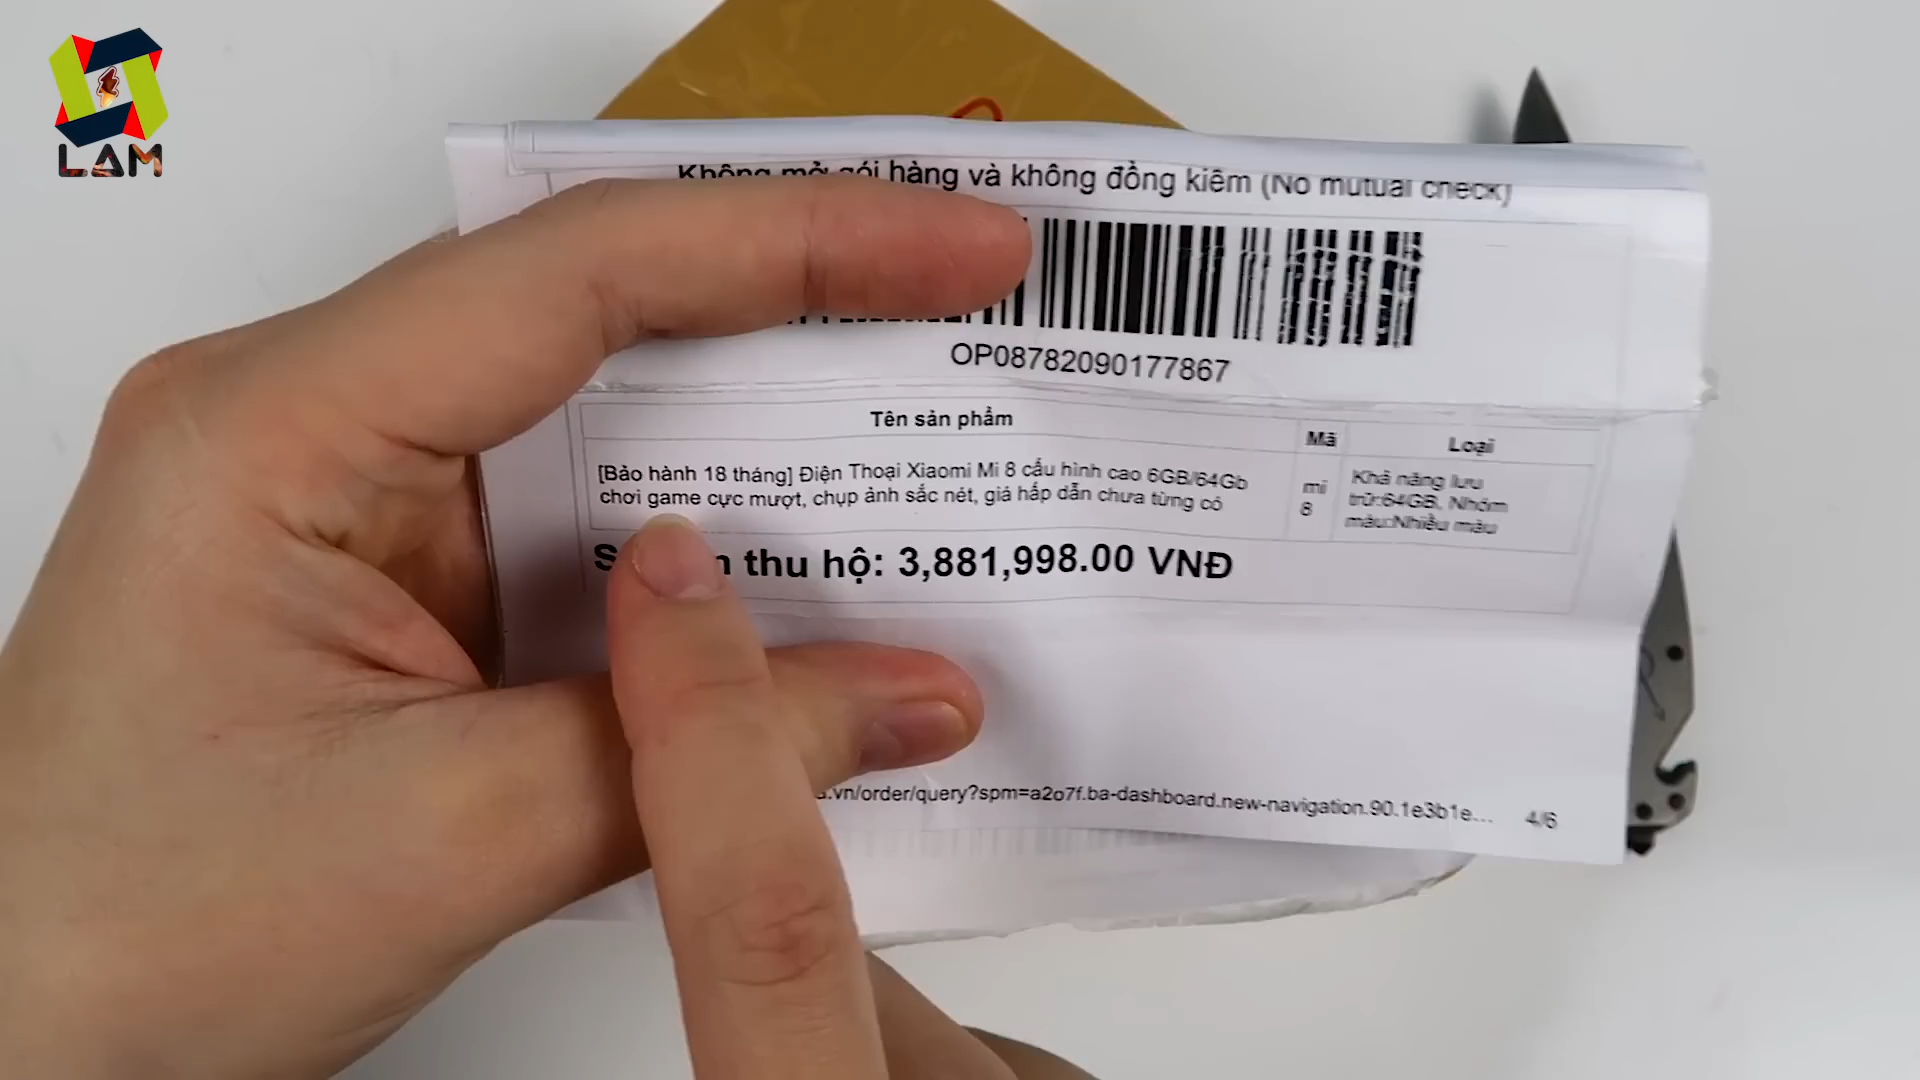 LAM
Không mở gói hàng và không đồng kiểm (No mutual check)
OP08782090177867
Tên sản phẩm
Mã
Loại
[Bảo hành 18 tháng] Điện Thoại Xiaomi Mi 8 cấu hình cao 6GB/64Gb
chơi game cực mượt, chụp ảnh sắc nét, giá hấp dẫn chưa từng có
mi
8
Khả năng lưu
trữ:64GB, Nhóm
màu:Nhiều màu
thu hộ: 3,881,998.00 VNĐ
.vn/order/query?spm=a2o7f.ba-dashboard.new-navigation.90.1e3b1e... 4/6